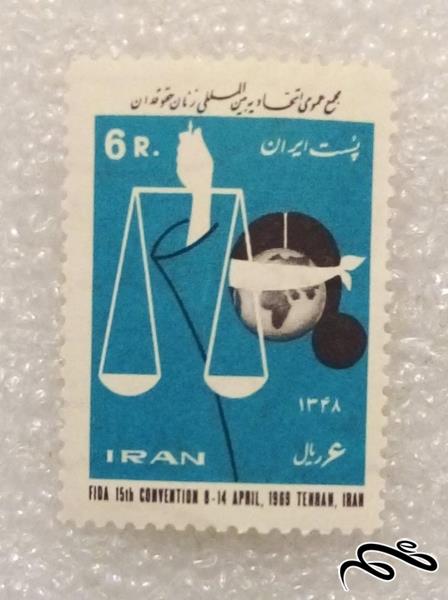 مجمع عمومی اتحادیه بین المللی زنان حقوقدان
6 R.
پست ایران
۱۳۴۸
IRAN
۶ ریال
FIDA 15th CONVENTION 8-14 APRIL, 1969 TEHRAN, IRAN